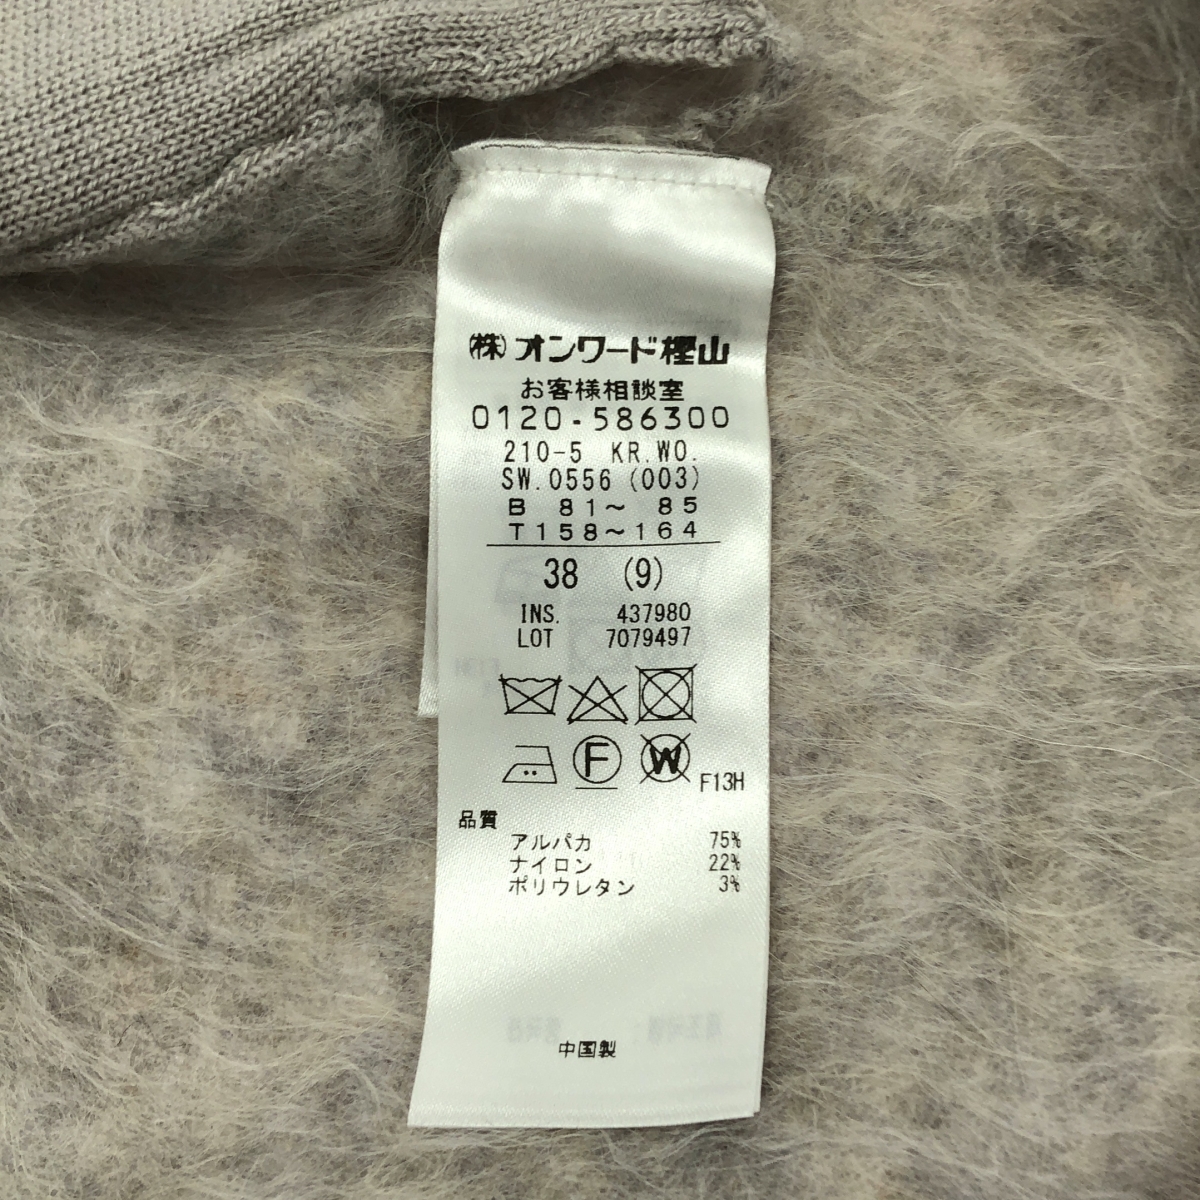 ㈱オンワード樫山
お客様相談室
0120-586300
210-5 KR.WO.
SW.0556 (003)
B 81〜 85
T158〜164
38 (9)
INS. 437980
LOT 7079497
F
W
F13H
品質
アルパカ 75%
ナイロン 22%
ポリウレタン 3%
中国製